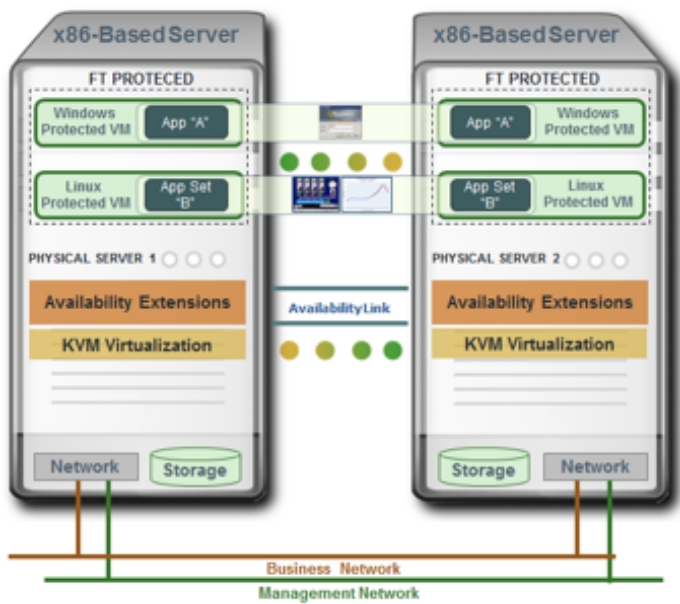 x86-Based Server
FT PROTECED
Windows
Protected VM
App "A"
Linux
Protected VM
App Set
"B"
PHYSICAL SERVER 1
Availability Extensions
KVM Virtualization
Network
Storage
AvailabilityLink
x86-Based Server
FT PROTECTED
App "A"
Windows
Protected VM
App Set
"B"
Linux
Protected VM
PHYSICAL SERVER 2
Availability Extensions
KVM Virtualization
Storage
Network
Business Network
Management Network